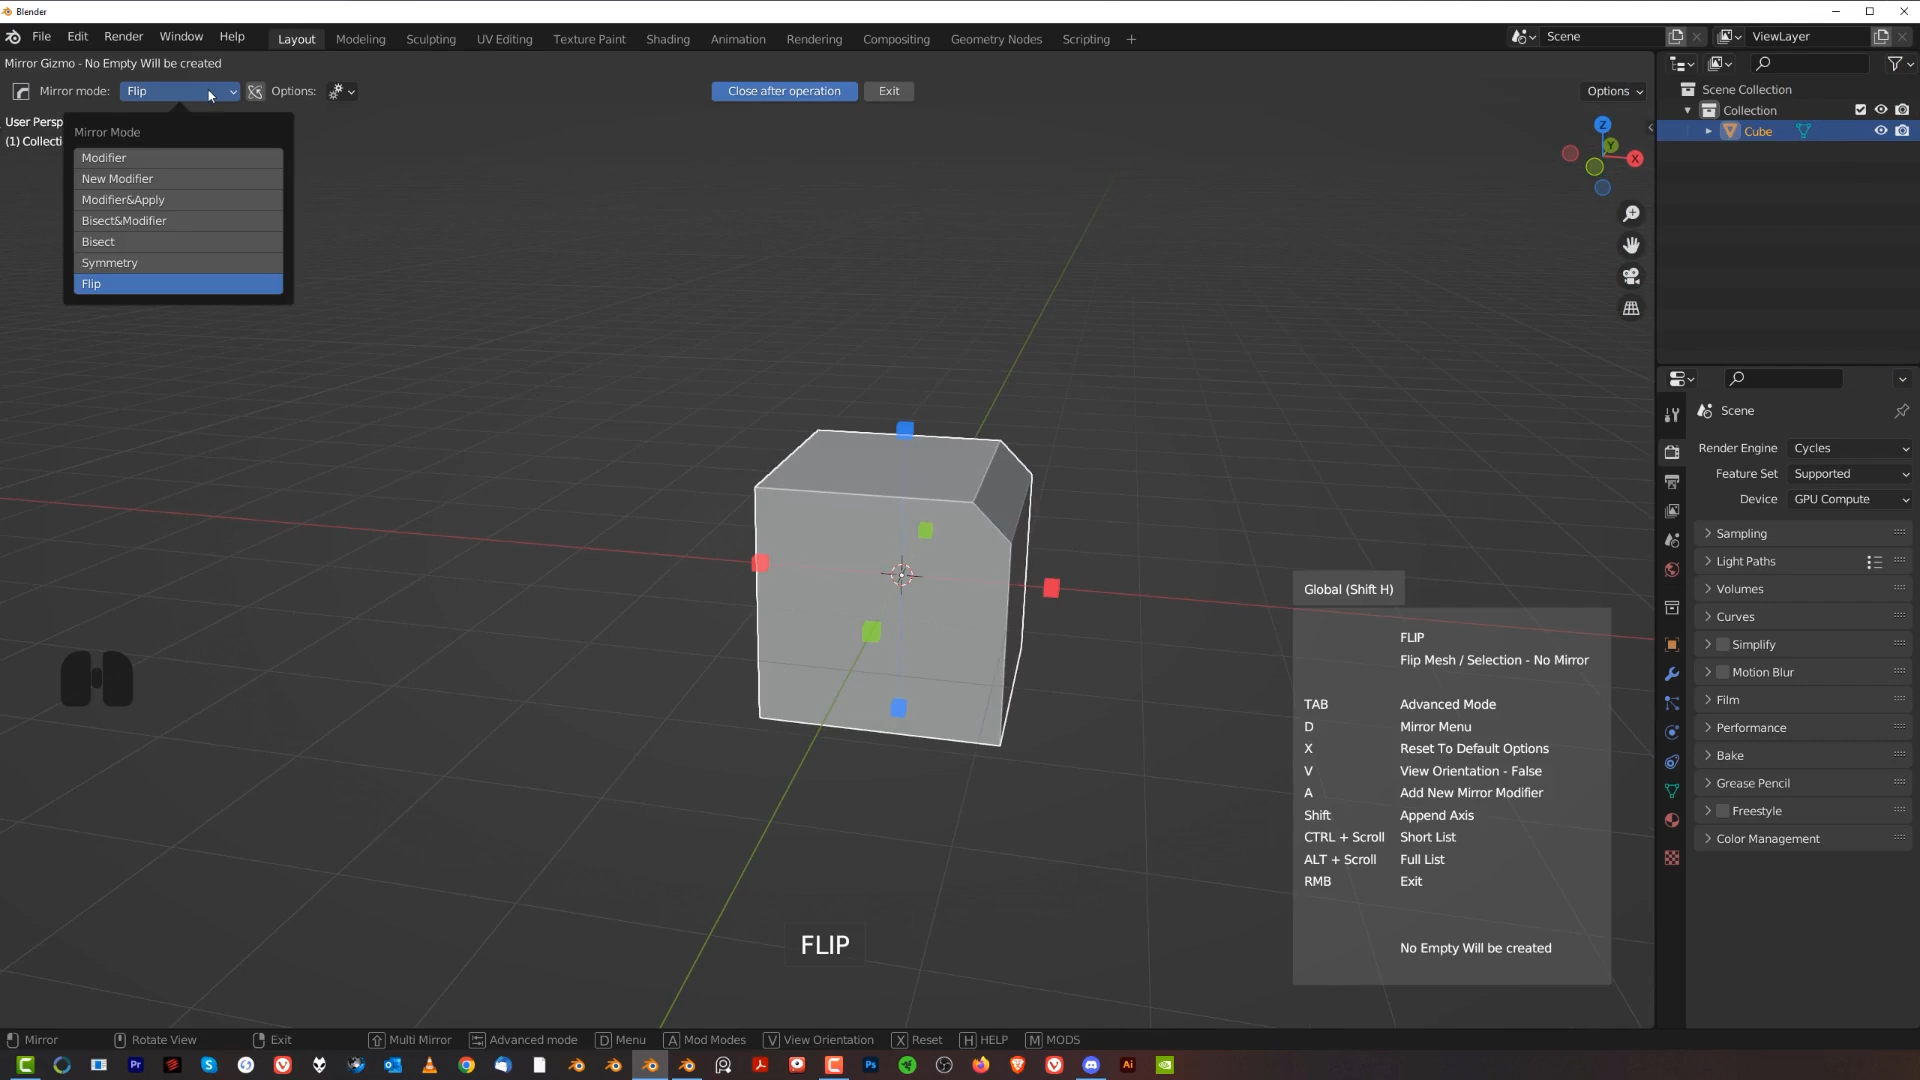 Blender
File Edit Render Window Help Layout Modeling Sculpting UV Editing Texture Paint Shading Animation Rendering Compositing Geometry Nodes Scripting + Scene ViewLayer
Mirror Gizmo - No Empty Will be created
Mirror mode: Flip Options: Close after operation Exit Options
User Persp
(1) Collecti
Mirror Mode
Modifier
New Modifier
Modifier&Apply
Bisect&Modifier
Bisect
Symmetry
Flip
Z
Y
X
Scene Collection
Collection
Cube
Scene
Render Engine Cycles
Feature Set Supported
Device GPU Compute
Sampling
Light Paths
Volumes
Curves
Simplify
Motion Blur
Film
Performance
Bake
Grease Pencil
Freestyle
Color Management
Global (Shift H)
FLIP
Flip Mesh / Selection - No Mirror
TAB Advanced Mode
D Mirror Menu
X Reset To Default Options
V View Orientation - False
A Add New Mirror Modifier
Shift Append Axis
CTRL + Scroll Short List
ALT + Scroll Full List
RMB Exit
No Empty Will be created
FLIP
Mirror Rotate View Exit Multi Mirror Advanced mode D Menu A Mod Modes V View Orientation X Reset H HELP M MODS
Pr S Ps Ai